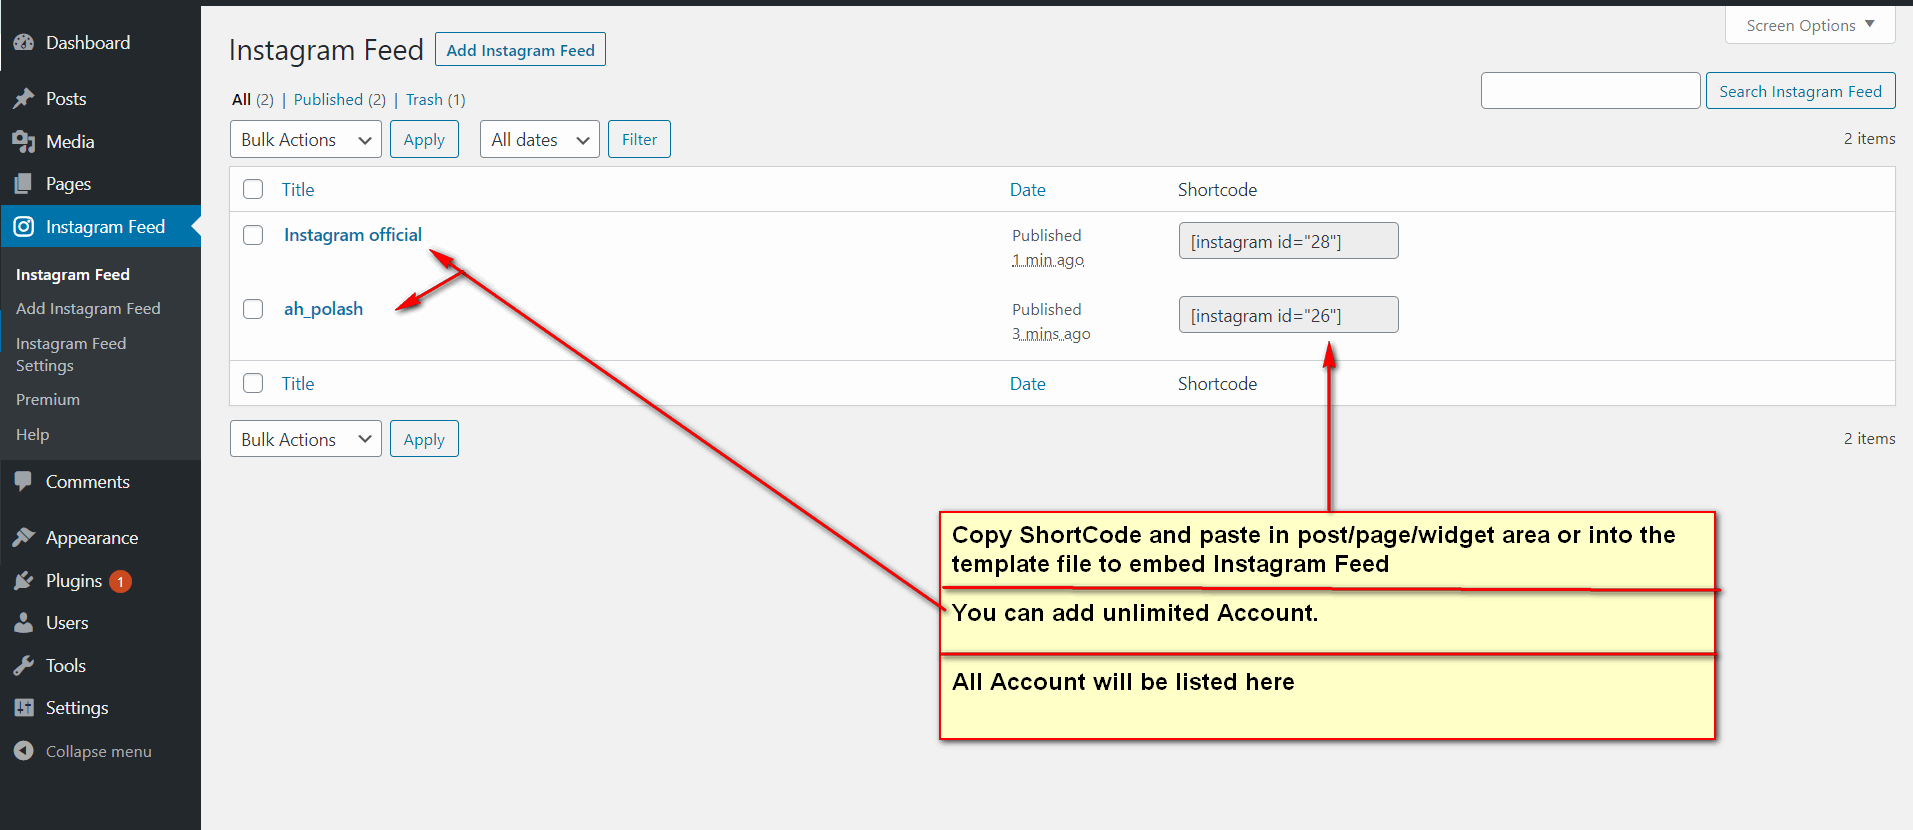 Dashboard
Posts
Media
Pages
Instagram Feed
Instagram Feed
Add Instagram Feed
Instagram Feed
Settings
Premium
Help
Comments
Appearance
Plugins 1
Users
Tools
Settings
Collapse menu
Screen Options
Instagram Feed Add Instagram Feed
All (2) | Published (2) | Trash (1)
Search Instagram Feed
Bulk Actions Apply All dates Filter 2 items
Title Date Shortcode
Instagram official Published [instagram id="28"]
1 min ago
ah_polash Published [instagram id="26"]
3 mins ago
Title Date Shortcode
Bulk Actions Apply 2 items
Copy ShortCode and paste in post/page/widget area or into the
template file to embed Instagram Feed
You can add unlimited Account.
All Account will be listed here